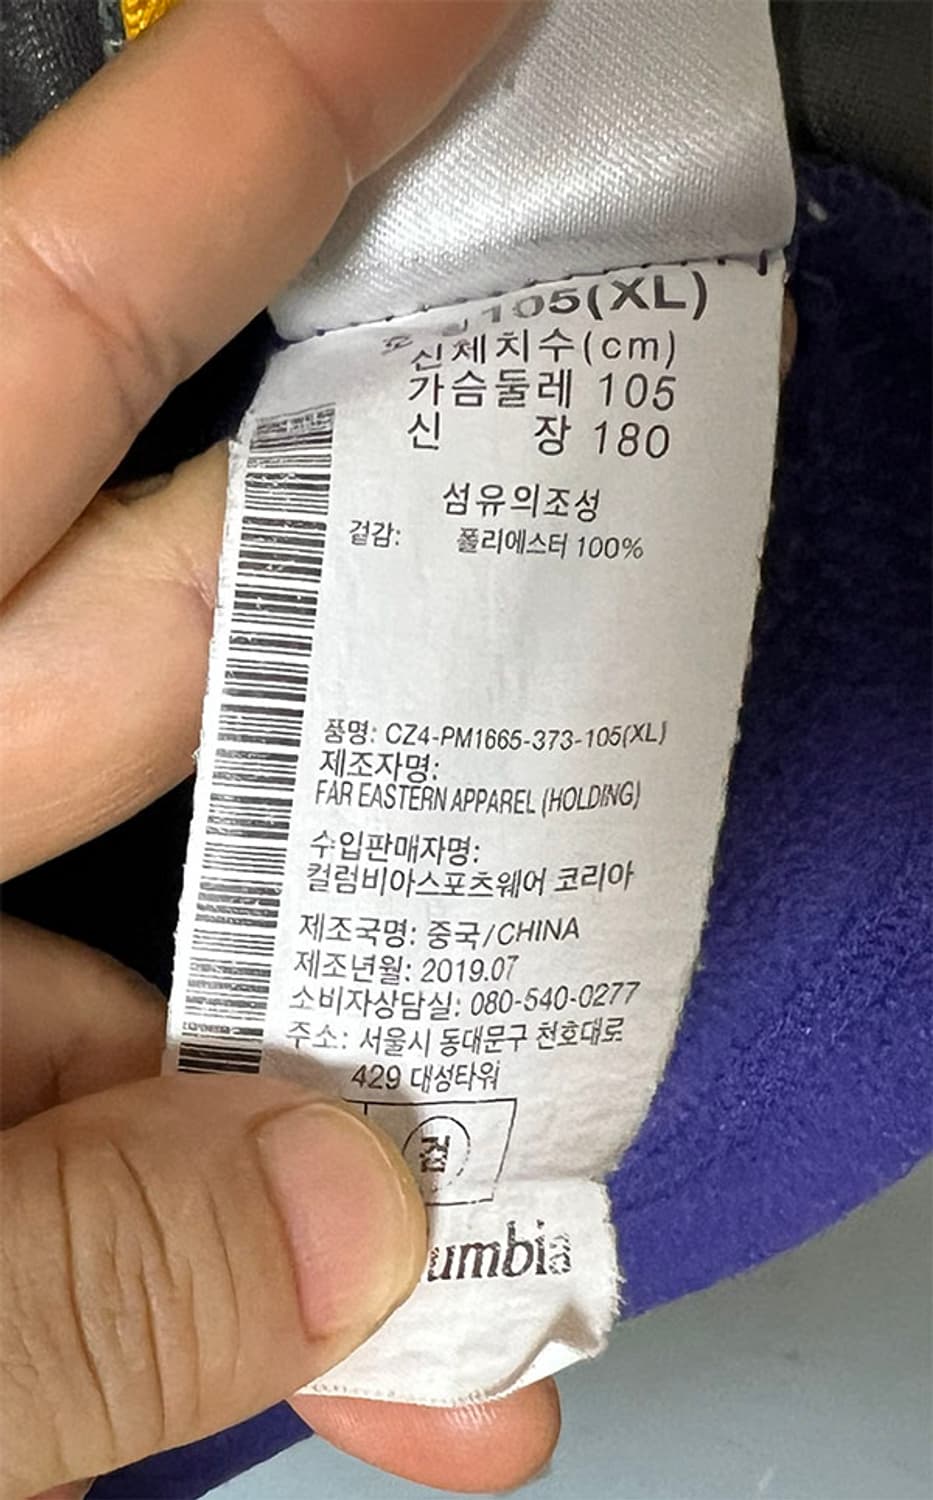 105(XL)
신체치수(cm)
가슴둘레 105
신 장 180
섬유의조성
겉감: 폴리에스터 100%
품명: CZ4-PM1665-373-105(XL)
제조자명:
FAR EASTERN APPAREL (HOLDING)
수입판매자명:
컬럼비아스포츠웨어 코리아
제조국명: 중국/CHINA
제조년월: 2019.07
소비자상담실: 080-540-0277
주소: 서울시 동대문구 천호대로
429 대성타워
검
umbia